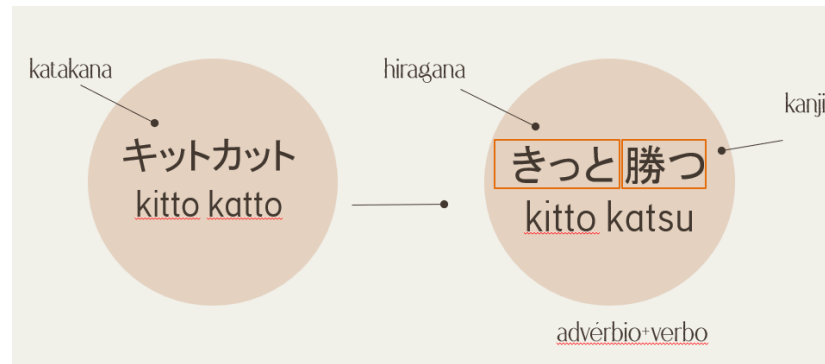 katakana
キットカット
kitto katto
hiragana
kanji
きっと勝つ
kitto katsu
advérbio+verbo